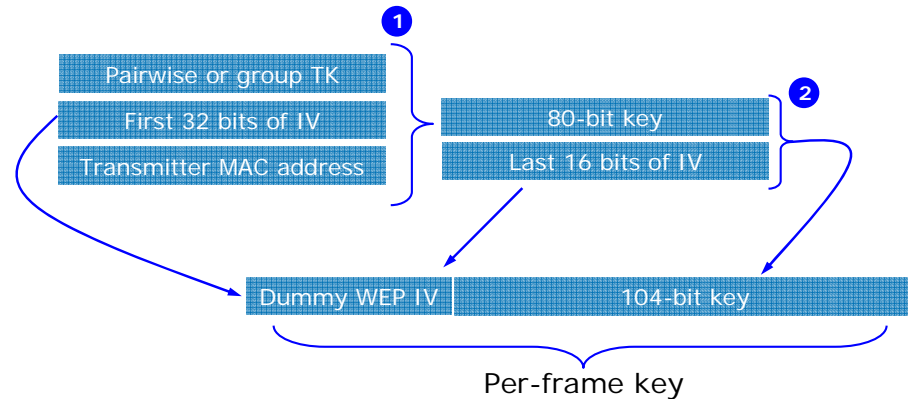 1
Pairwise or group TK
First 32 bits of IV
Transmitter MAC address
2
80-bit key
Last 16 bits of IV
Dummy WEP IV
104-bit key
Per-frame key